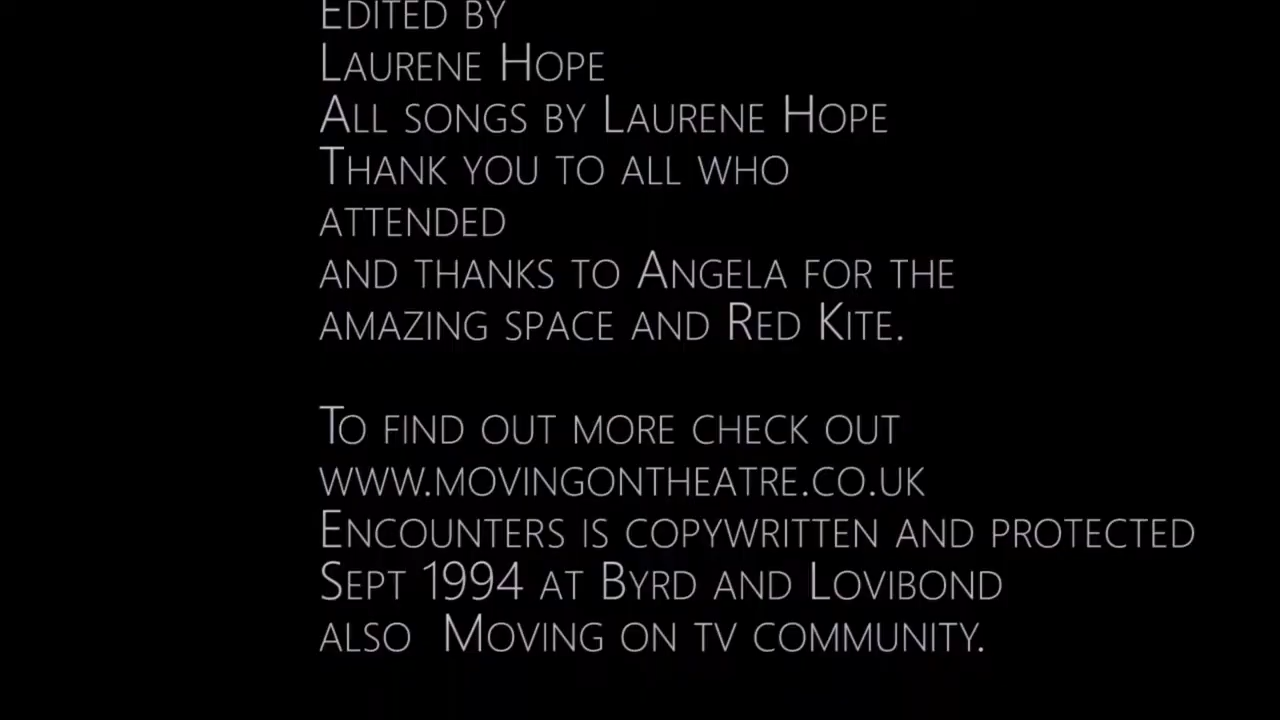 Edited by
Laurene Hope
All songs by Laurene Hope
Thank you to all who
attended
and thanks to Angela for the
amazing space and Red Kite.
To find out more check out
www.movingontheatre.co.uk
Encounters is copywritten and protected
Sept 1994 at Byrd and Lovibond
also Moving on tv community.